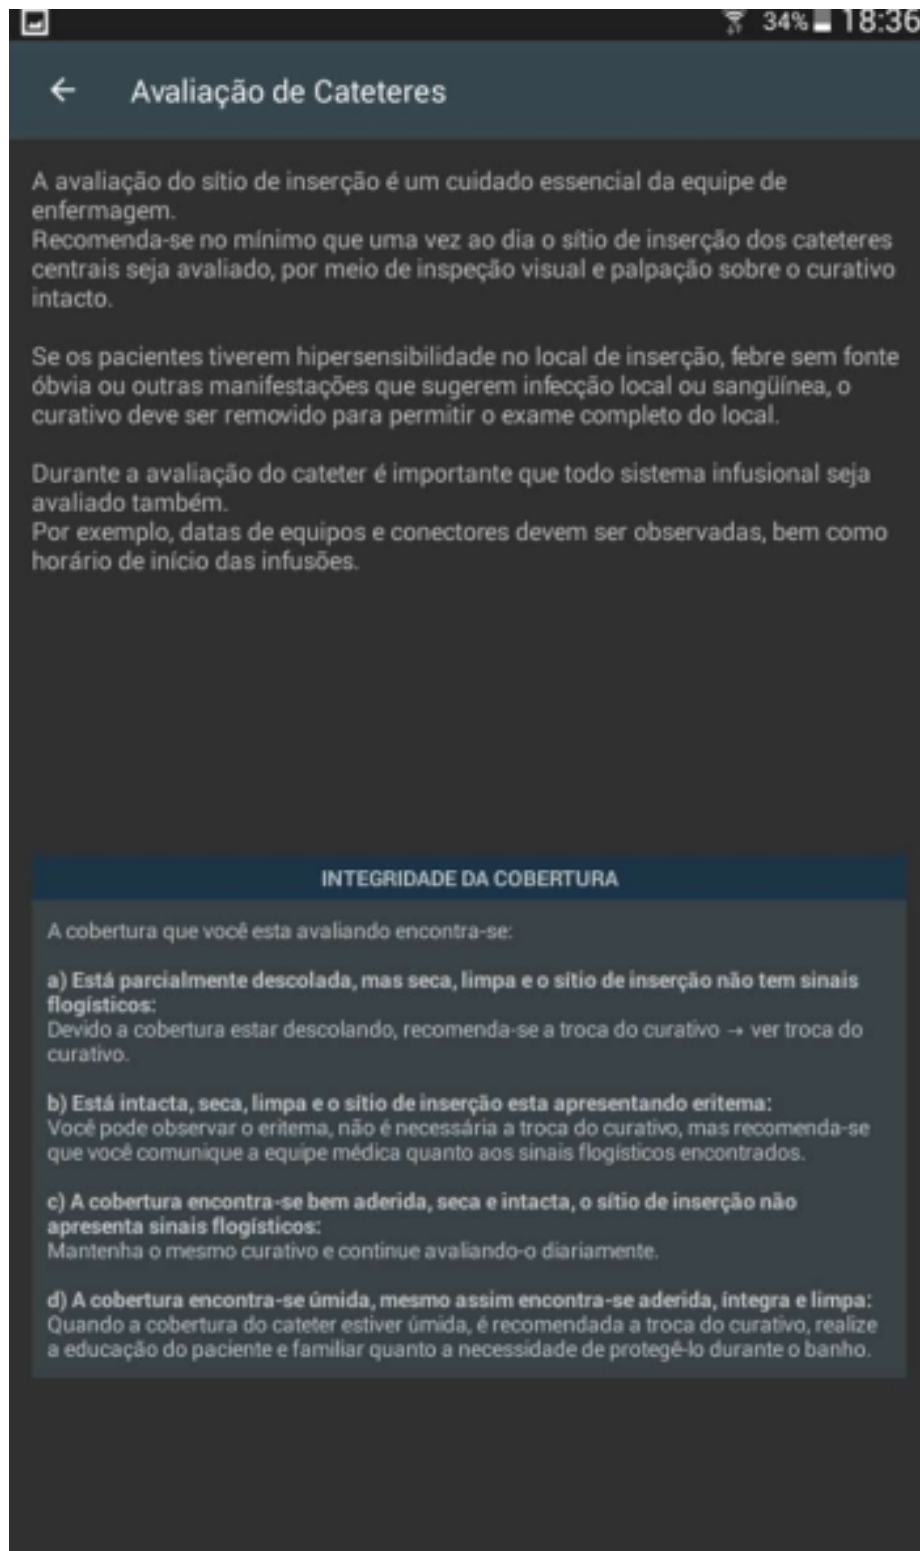 34% 18:36
← Avaliação de Cateteres
A avaliação do sítio de inserção é um cuidado essencial da equipe de
enfermagem.
Recomenda-se no mínimo que uma vez ao dia o sítio de inserção dos cateteres
centrais seja avaliado, por meio de inspeção visual e palpação sobre o curativo
intacto.
Se os pacientes tiverem hipersensibilidade no local de inserção, febre sem fonte
óbvia ou outras manifestações que sugerem infecção local ou sangüínea, o
curativo deve ser removido para permitir o exame completo do local.
Durante a avaliação do cateter é importante que todo sistema infusional seja
avaliado também.
Por exemplo, datas de equipos e conectores devem ser observadas, bem como
horário de início das infusões.
INTEGRIDADE DA COBERTURA
A cobertura que você esta avaliando encontra-se:
a) Está parcialmente descolada, mas seca, limpa e o sítio de inserção não tem sinais
flogísticos:
Devido a cobertura estar descolando, recomenda-se a troca do curativo → ver troca do
curativo.
b) Está intacta, seca, limpa e o sítio de inserção esta apresentando eritema:
Você pode observar o eritema, não é necessária a troca do curativo, mas recomenda-se
que você comunique a equipe médica quanto aos sinais flogísticos encontrados.
c) A cobertura encontra-se bem aderida, seca e intacta, o sítio de inserção não
apresenta sinais flogísticos:
Mantenha o mesmo curativo e continue avaliando-o diariamente.
d) A cobertura encontra-se úmida, mesmo assim encontra-se aderida, íntegra e limpa:
Quando a cobertura do cateter estiver úmida, é recomendada a troca do curativo, realize
a educação do paciente e familiar quanto a necessidade de protegê-lo durante o banho.